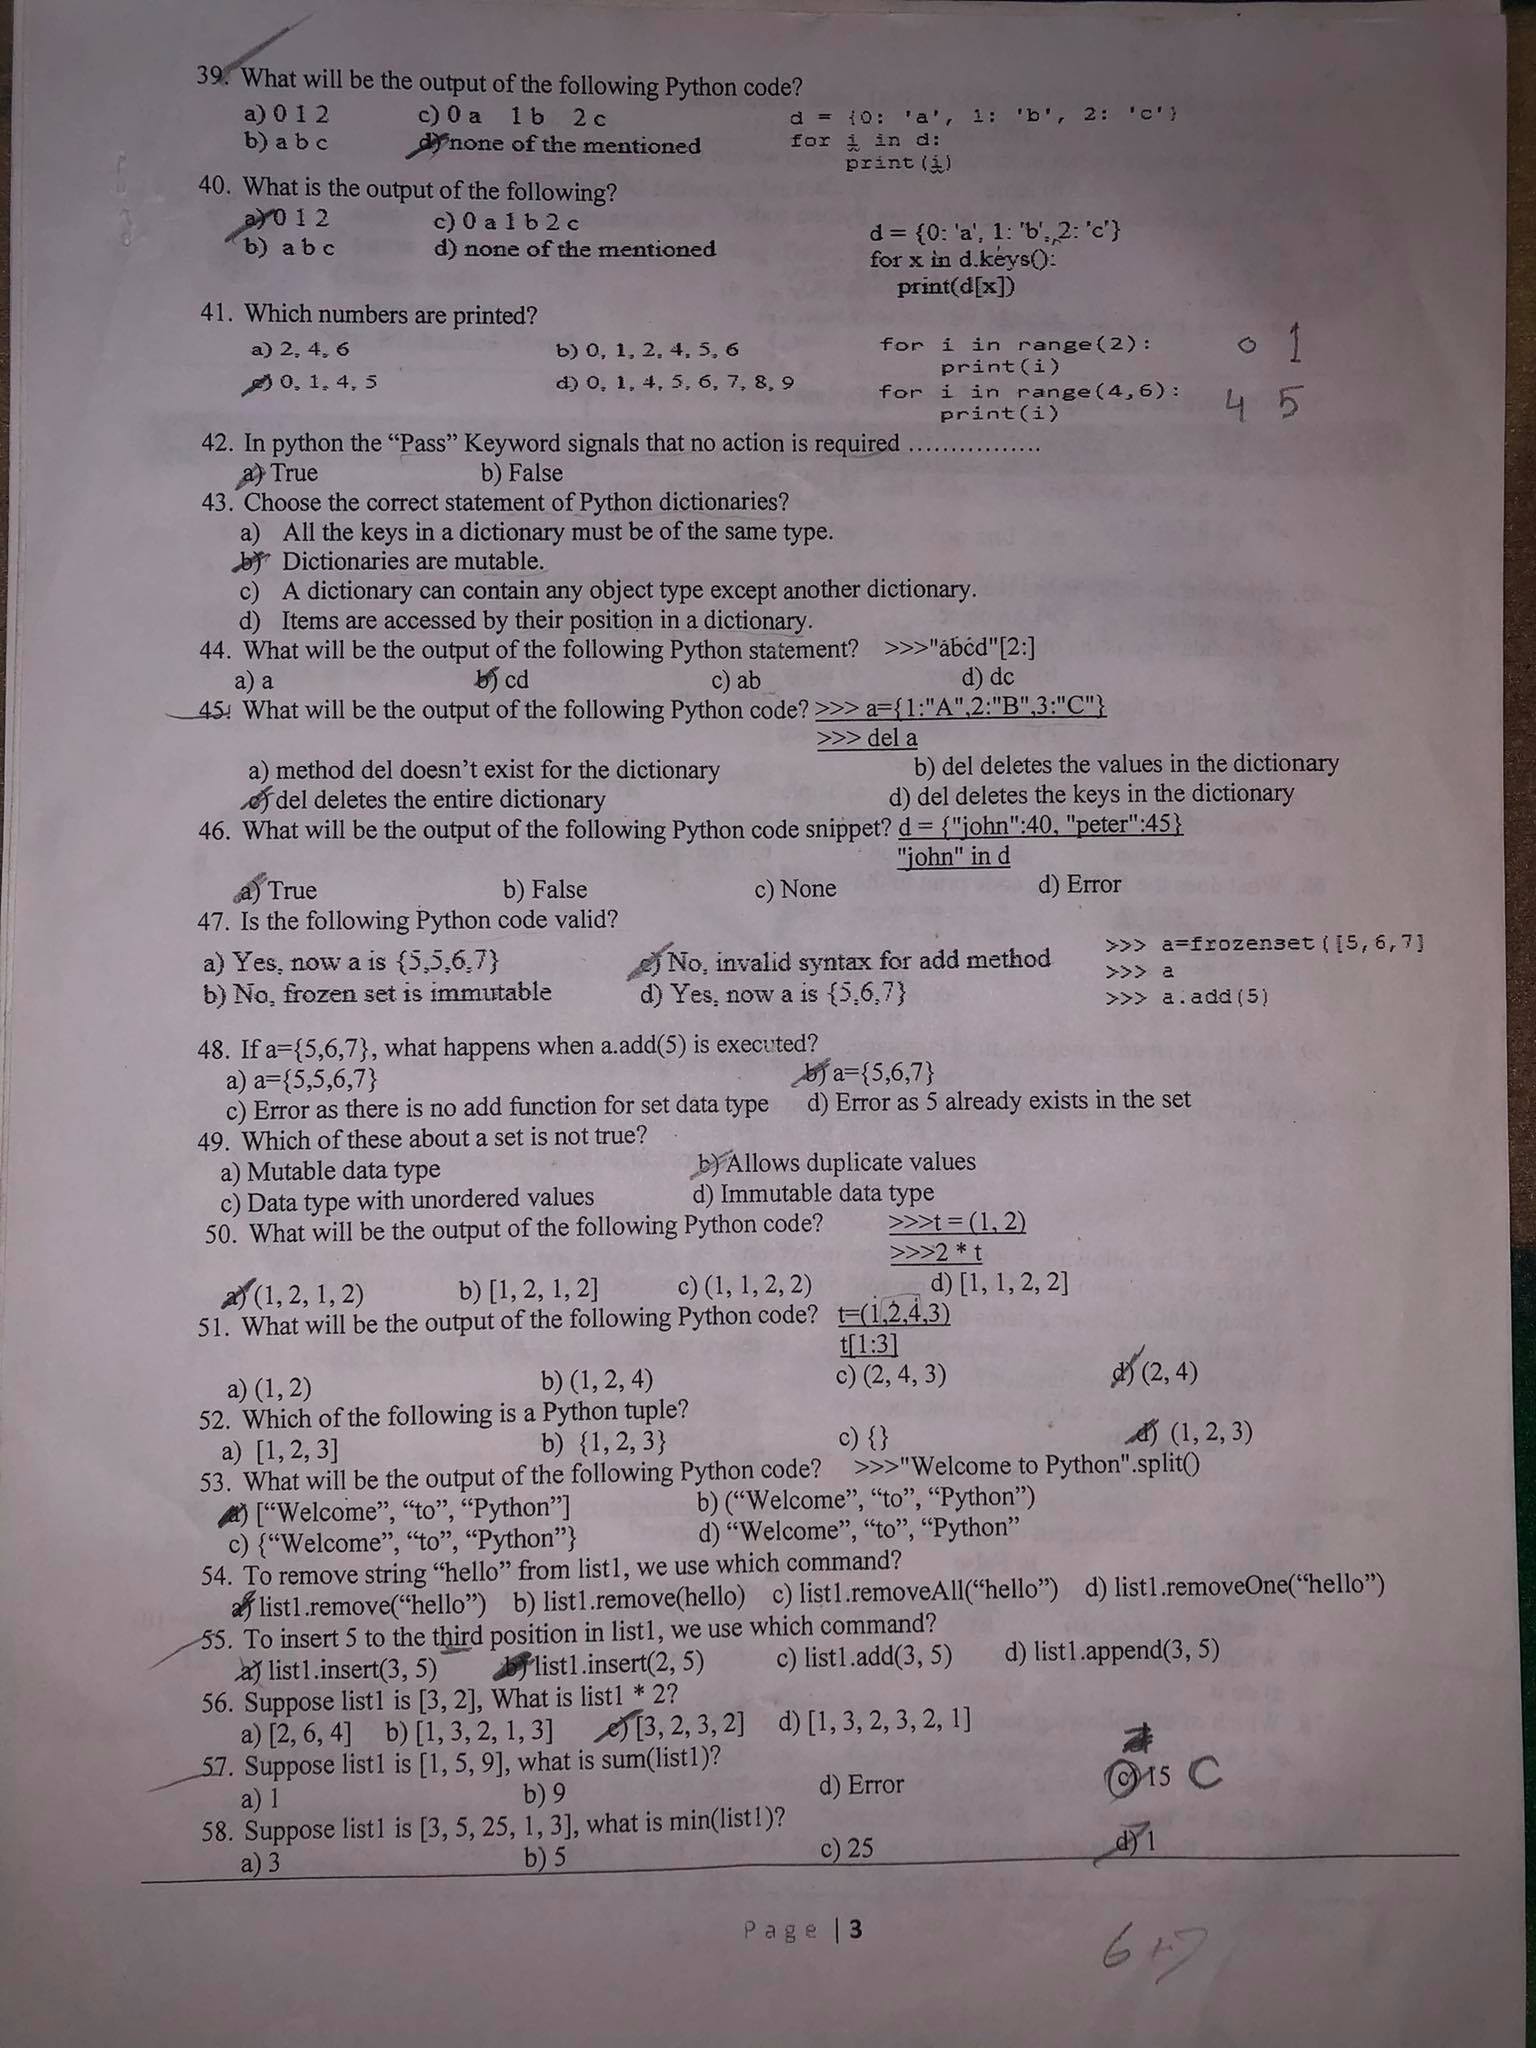 39. What will be the output of the following Python code?
a) 0 1 2 c) 0 a 1 b 2 c d = {0: 'a', 1: 'b', 2: 'c'}
b) a b c d) none of the mentioned for i in d:
print(i)
40. What is the output of the following?
a) 0 1 2 c) 0 a 1 b 2 c d = {0: 'a', 1: 'b', 2: 'c'}
b) a b c d) none of the mentioned for x in d.keys():
print(d[x])
41. Which numbers are printed?
a) 2, 4, 6 b) 0, 1, 2, 4, 5, 6 for i in range(2): 0 1
print(i)
c) 0, 1, 4, 5 d) 0, 1, 4, 5, 6, 7, 8, 9 for i in range(4,6): 4 5
print(i)
42. In python the “Pass” Keyword signals that no action is required ................
a) True b) False
43. Choose the correct statement of Python dictionaries?
a) All the keys in a dictionary must be of the same type.
b) Dictionaries are mutable.
c) A dictionary can contain any object type except another dictionary.
d) Items are accessed by their position in a dictionary.
44. What will be the output of the following Python statement? >>>"abcd"[2:]
a) a b) cd c) ab d) dc
45. What will be the output of the following Python code? >>> a={1:"A",2:"B",3:"C"}
>>> del a
a) method del doesn’t exist for the dictionary b) del deletes the values in the dictionary
c) del deletes the entire dictionary d) del deletes the keys in the dictionary
46. What will be the output of the following Python code snippet? d = {"john":40, "peter":45}
"john" in d
a) True b) False c) None d) Error
47. Is the following Python code valid?
>>> a=frozenset([5,6,7]
a) Yes, now a is {5,5,6,7} c) No, invalid syntax for add method >>> a
b) No, frozen set is immutable d) Yes, now a is {5,6,7} >>> a.add(5)
48. If a={5,6,7}, what happens when a.add(5) is executed?
a) a={5,5,6,7} b) a={5,6,7}
c) Error as there is no add function for set data type d) Error as 5 already exists in the set
49. Which of these about a set is not true?
a) Mutable data type b) Allows duplicate values
c) Data type with unordered values d) Immutable data type
50. What will be the output of the following Python code? >>>t = (1, 2)
>>>2 * t
a) (1, 2, 1, 2) b) [1, 2, 1, 2] c) (1, 1, 2, 2) d) [1, 1, 2, 2]
51. What will be the output of the following Python code? t=(1,2,4,3)
t[1:3]
a) (1, 2) b) (1, 2, 4) c) (2, 4, 3) d) (2, 4)
52. Which of the following is a Python tuple?
a) [1, 2, 3] b) {1, 2, 3} c) {} d) (1, 2, 3)
53. What will be the output of the following Python code? >>>"Welcome to Python".split()
a) [“Welcome”, “to”, “Python”] b) (“Welcome”, “to”, “Python”)
c) {“Welcome”, “to”, “Python”} d) “Welcome”, “to”, “Python”
54. To remove string “hello” from list1, we use which command?
a) list1.remove(“hello”) b) list1.remove(hello) c) list1.removeAll(“hello”) d) list1.removeOne(“hello”)
55. To insert 5 to the third position in list1, we use which command?
a) list1.insert(3, 5) b) list1.insert(2, 5) c) list1.add(3, 5) d) list1.append(3, 5)
56. Suppose list1 is [3, 2], What is list1 * 2?
a) [2, 6, 4] b) [1, 3, 2, 1, 3] c) [3, 2, 3, 2] d) [1, 3, 2, 3, 2, 1]
57. Suppose list1 is [1, 5, 9], what is sum(list1)?
a) 1 b) 9 d) Error c) 15 C
58. Suppose list1 is [3, 5, 25, 1, 3], what is min(list1)?
a) 3 b) 5 c) 25 d) 1
Page | 3